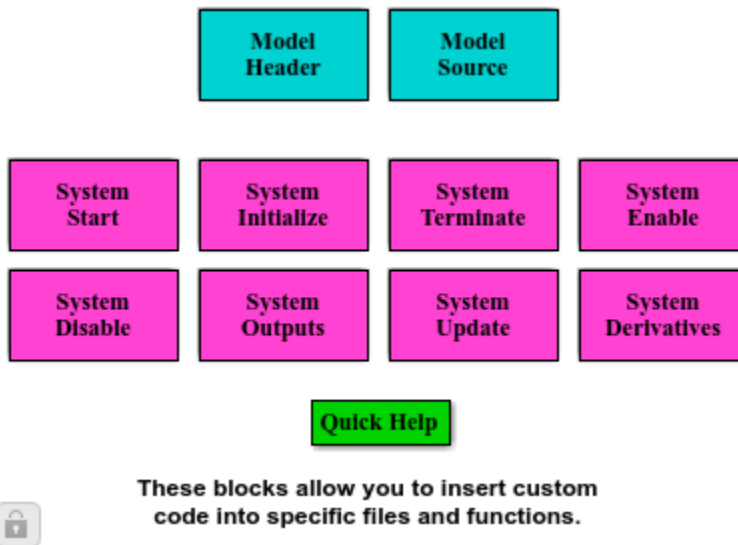 Model
Header
Model
Source
System
Start
System
Initialize
System
Terminate
System
Enable
System
Disable
System
Outputs
System
Update
System
Derivatives
Quick Help
These blocks allow you to insert custom
code into specific files and functions.